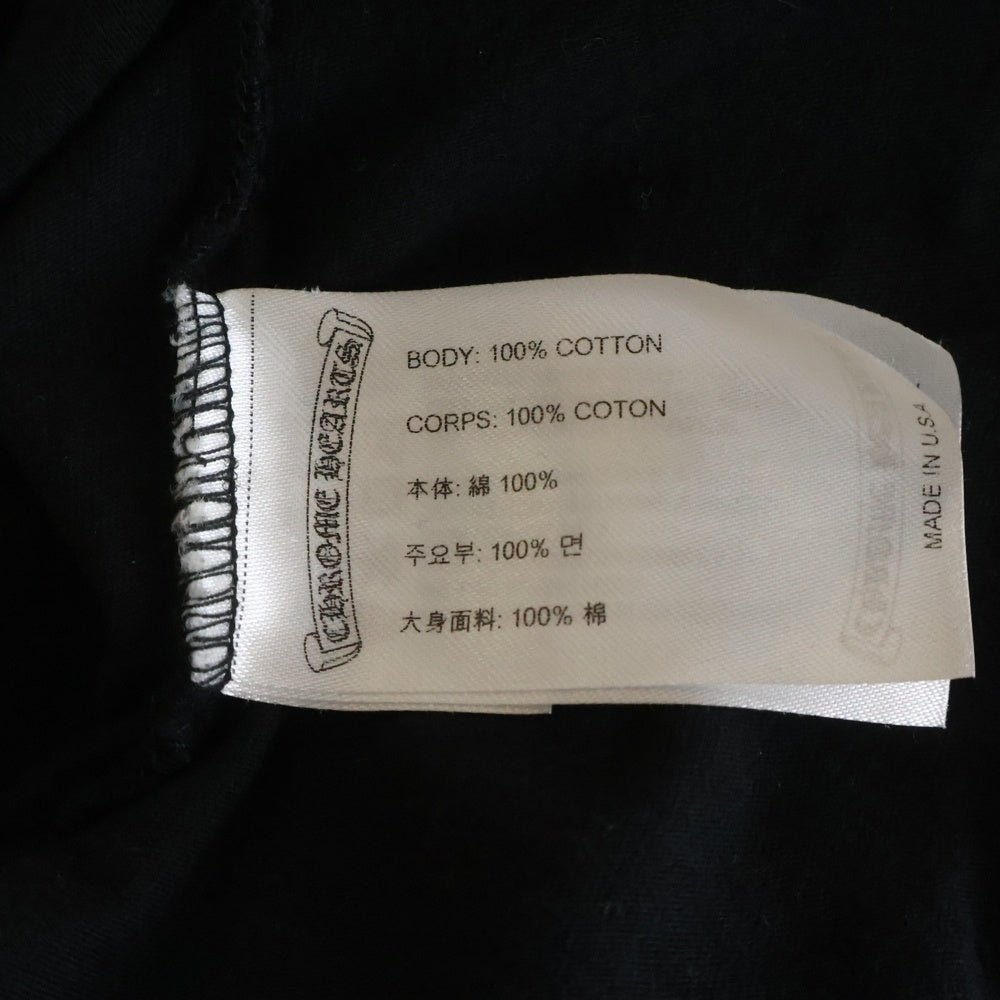 CHROME HEARTS
BODY: 100% COTTON
CORPS: 100% COTON
本体: 綿 100%
주요부: 100% 면
大身面料: 100% 棉
MADE IN U.S.A.